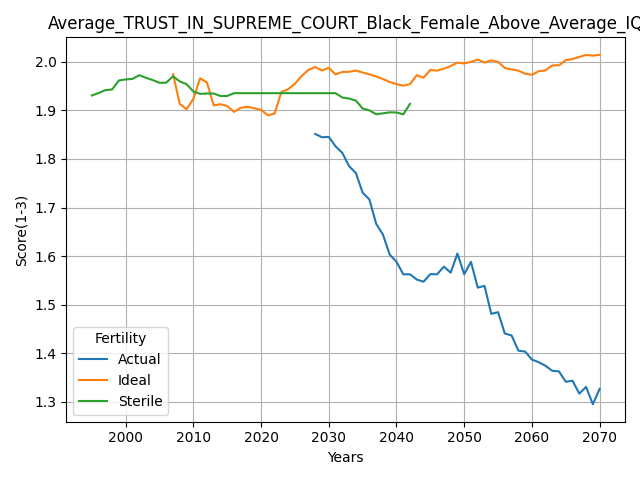 Average_TRUST_IN_SUPREME_COURT_Black_Female_Above_Average_IQ
Score(1-3)
2.0
1.9
1.8
1.7
1.6
1.5
1.4
1.3
Fertility
Actual
Ideal
Sterile
2000 2010 2020 2030 2040 2050 2060 2070
Years